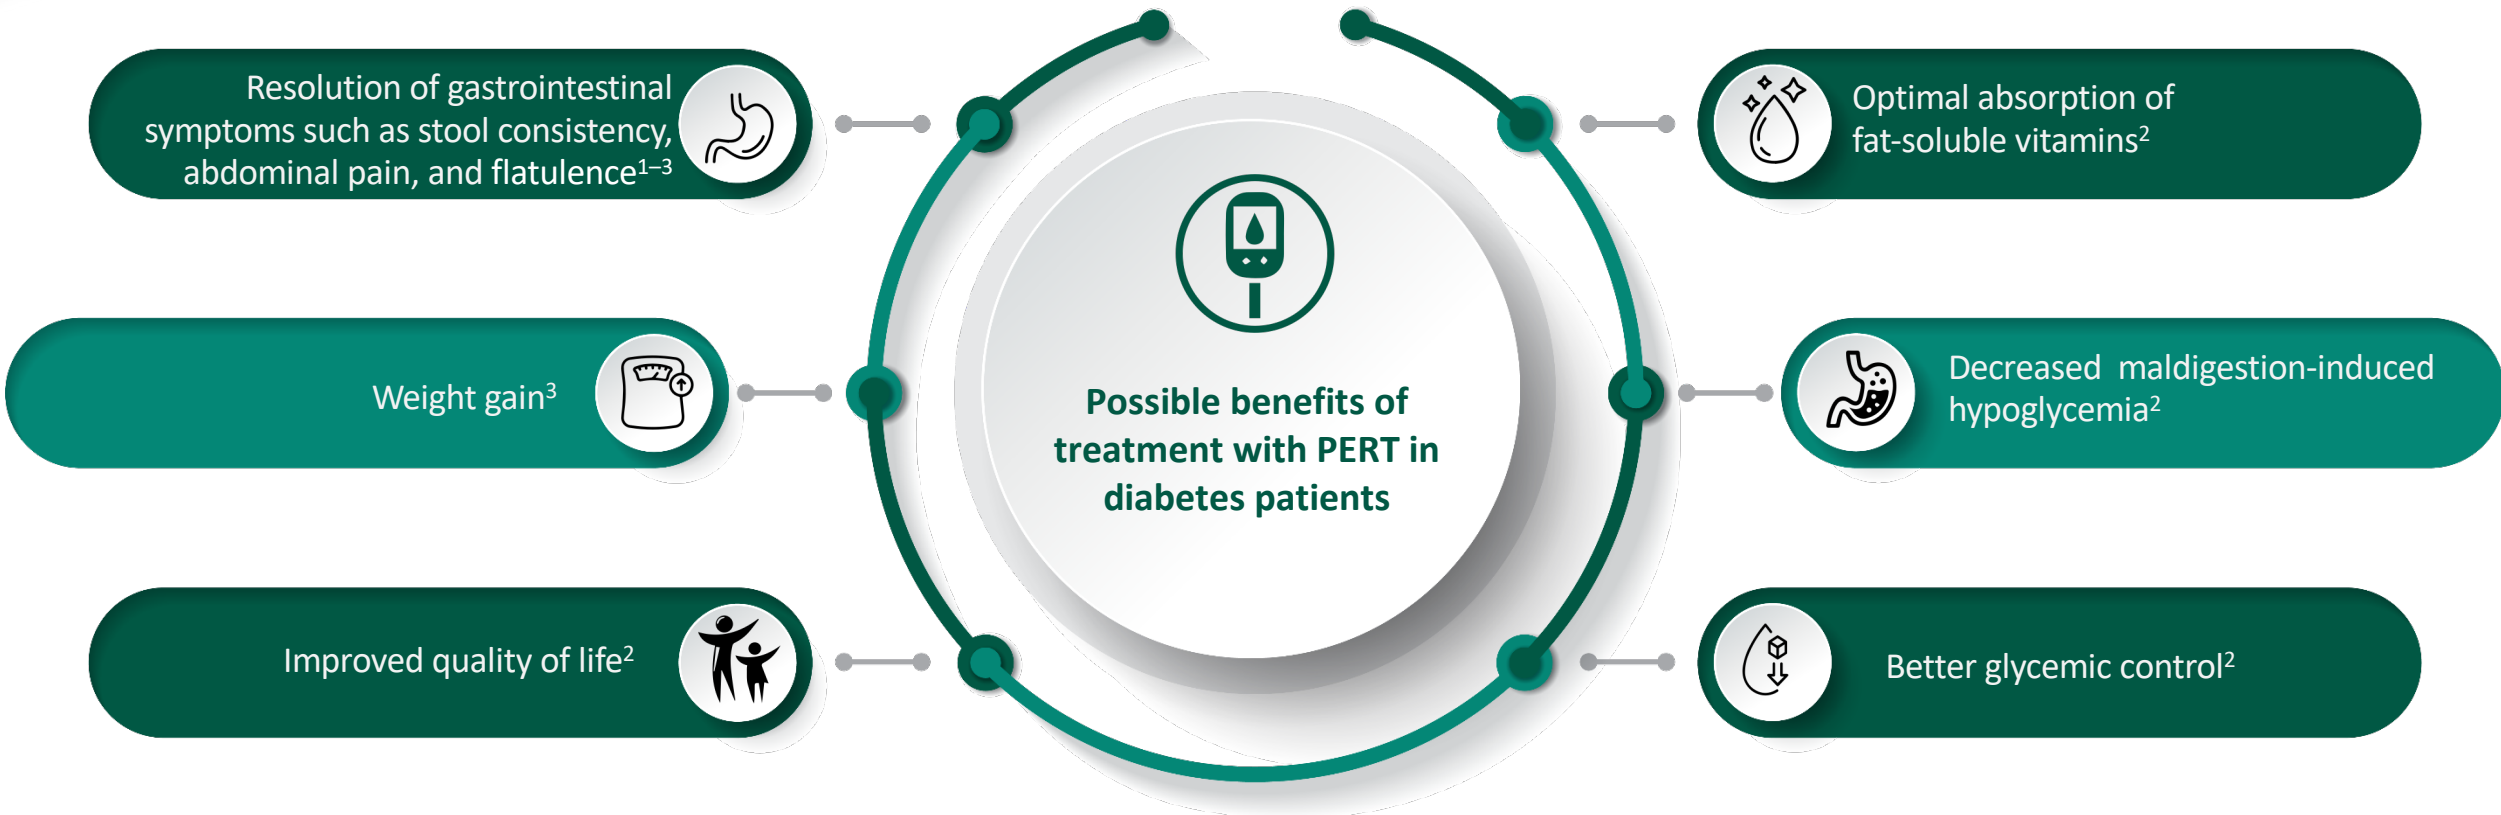 Resolution of gastrointestinal
symptoms such as stool consistency,
abdominal pain, and flatulence¹⁻³
Weight gain³
Improved quality of life²
Possible benefits of
treatment with PERT in
diabetes patients
Optimal absorption of
fat-soluble vitamins²
Decreased maldigestion-induced
hypoglycemia²
Better glycemic control²